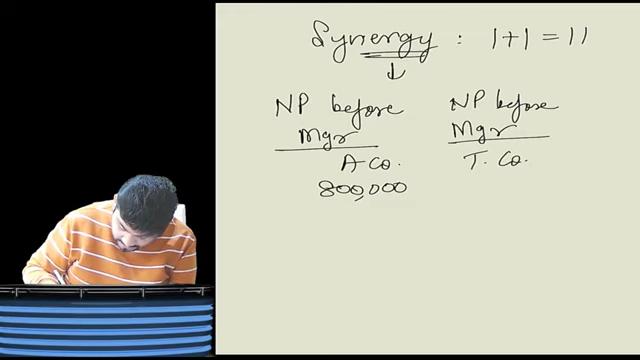 Synergy : 1+1 = 11
↓
NP before NP before
Mgr Mgr
A Co. T. Co.
800,000